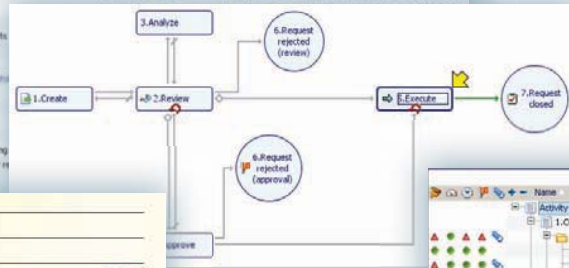 3.Analyze
6.Request
rejected
(review)
1.Create
2.Review
5.Execute
7.Request
closed
6.Request
rejected
(approval)
approve
Name
Activity